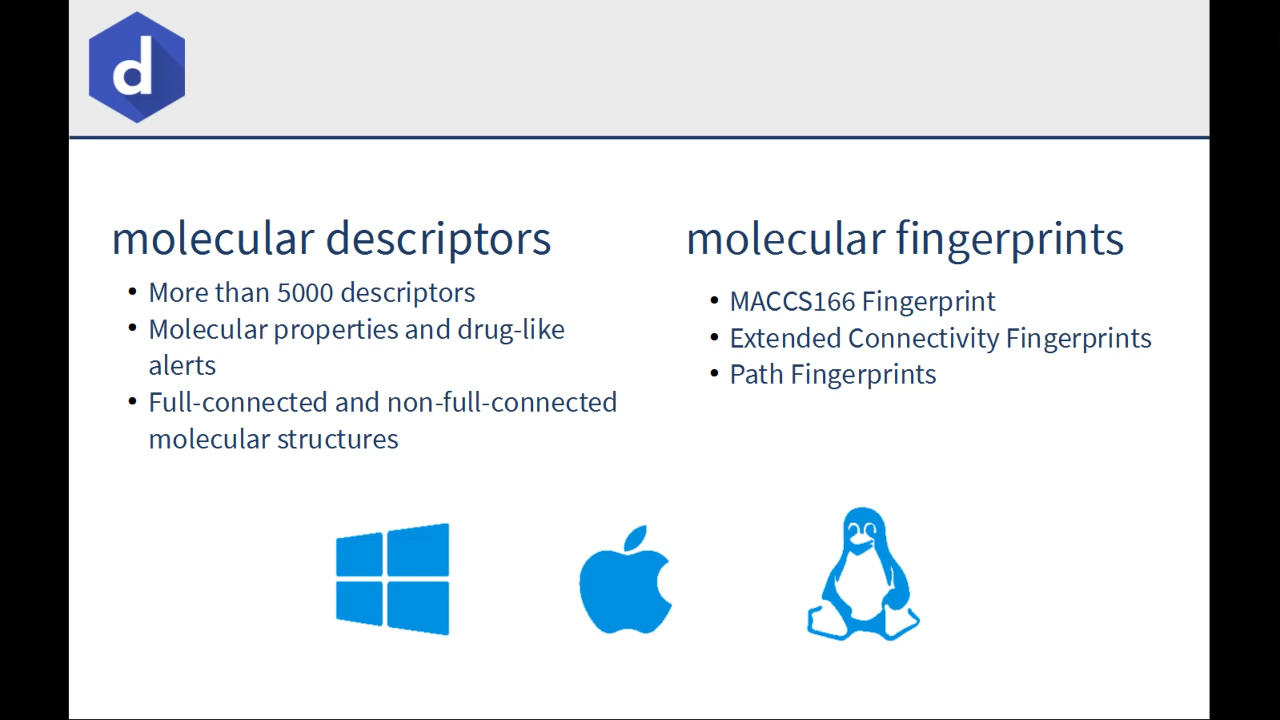 d
molecular descriptors
• More than 5000 descriptors
• Molecular properties and drug-like
alerts
• Full-connected and non-full-connected
molecular structures
molecular fingerprints
• MACCS166 Fingerprint
• Extended Connectivity Fingerprints
• Path Fingerprints